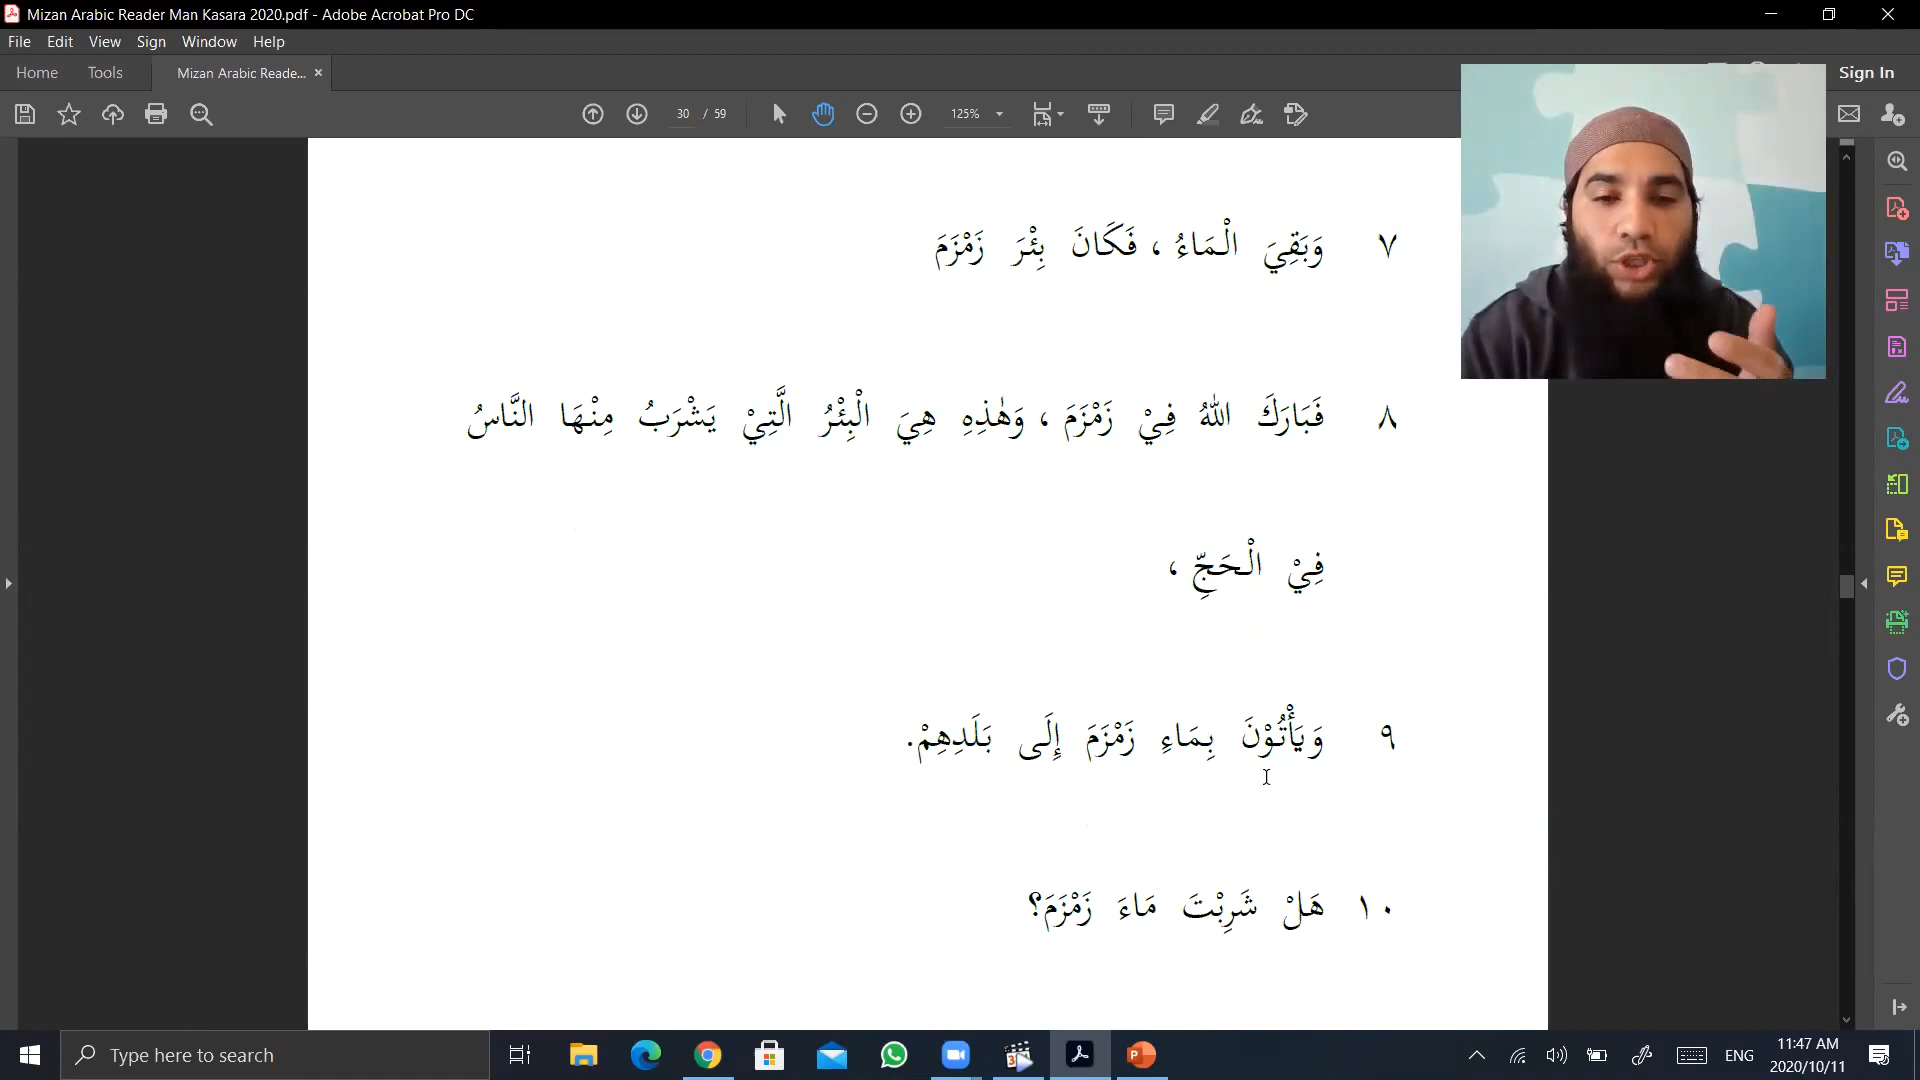 Mizan Arabic Reader Man Kasara 2020.pdf - Adobe Acrobat Pro DC
File Edit View Sign Window Help
Home Tools Mizan Arabic Reade... ×
Sign In
30 / 59 125%
٧ وَبَقِيَ الْمَاءُ ، فَكَانَ بِئْرَ زَمْزَمَ
٨ فَبَارَكَ اللّٰهُ فِيْ زَمْزَمَ ، وَهٰذِهِ هِيَ الْبِئْرُ الَّتِيْ يَشْرَبُ مِنْهَا النَّاسُ
فِيْ الْحَجِّ ،
٩ وَيَأْتُوْنَ بِمَاءِ زَمْزَمَ إِلَى بَلَدِهِمْ.
١٠ هَلْ شَرِبْتَ مَاءَ زَمْزَمَ؟
Type here to search
ENG
11:47 AM
2020/10/11